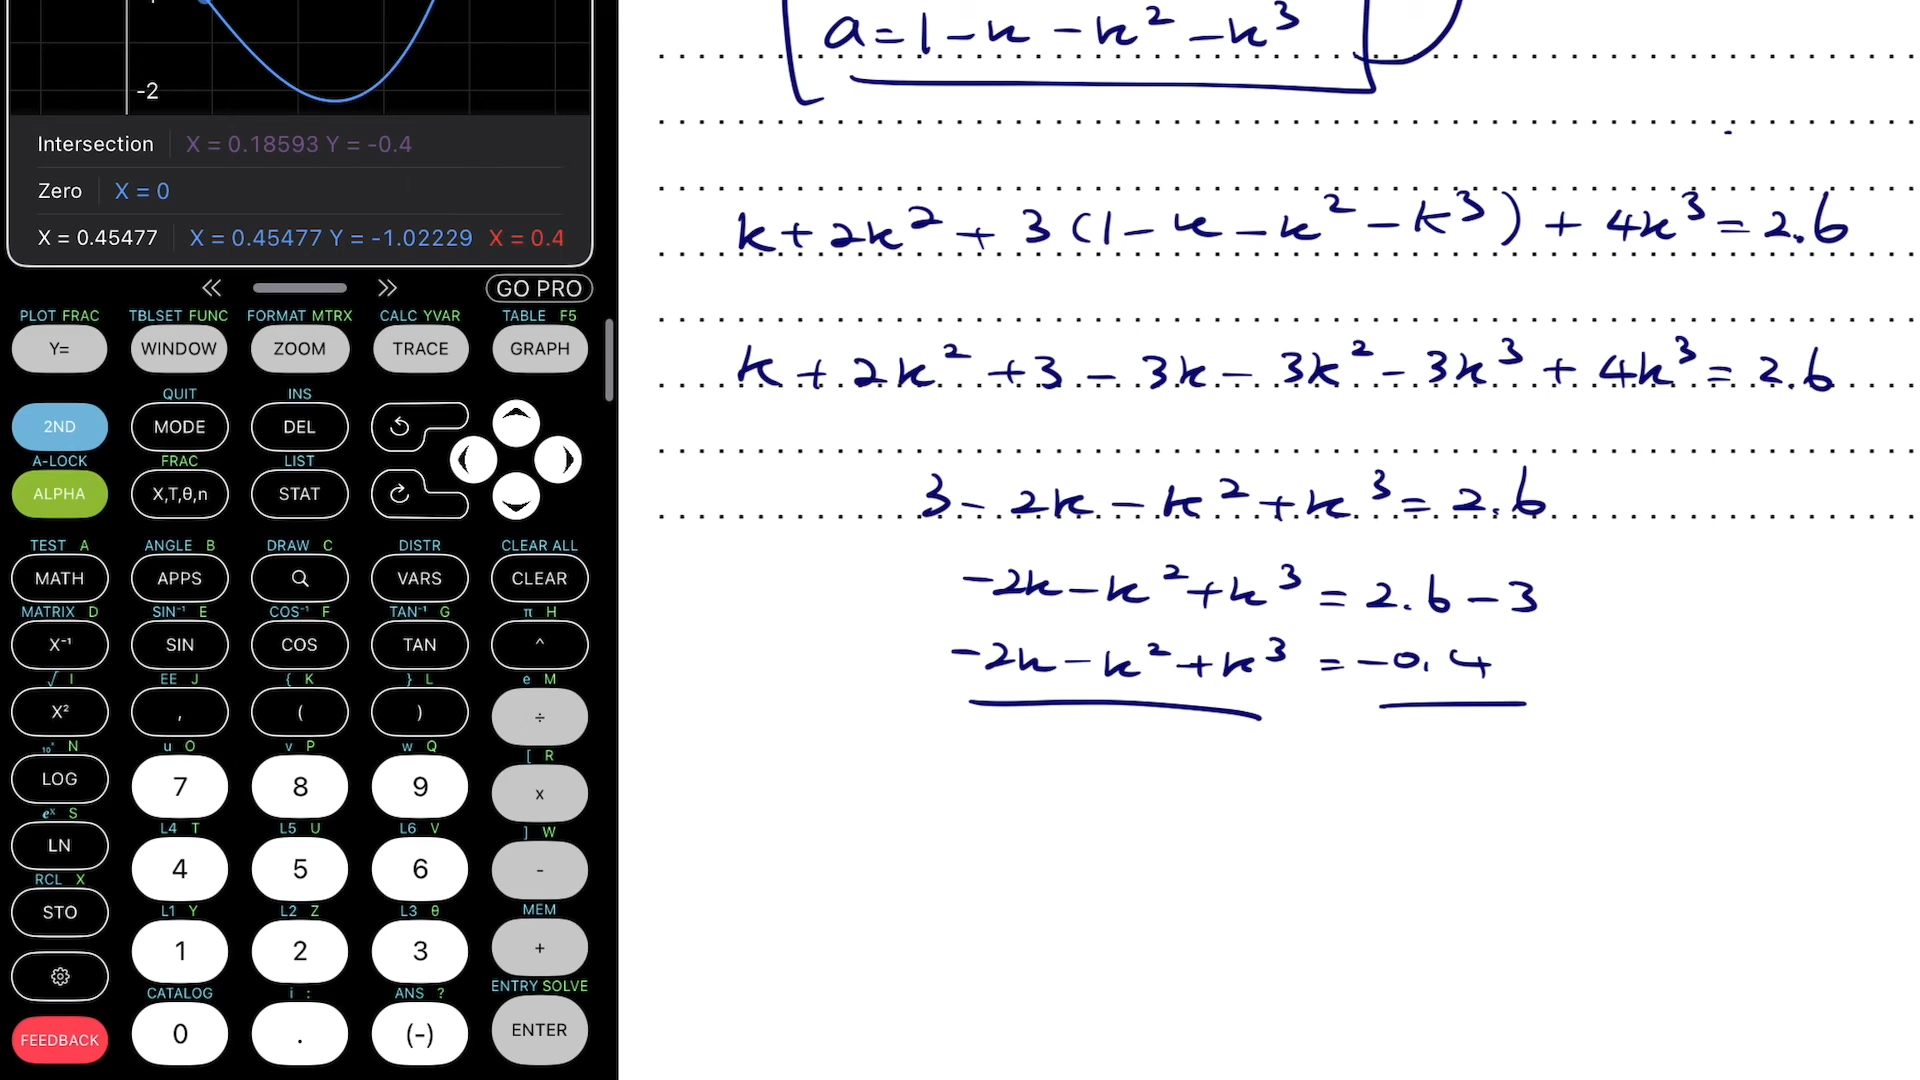 -2
Intersection X = 0.18593 Y = -0.4
Zero X = 0
X = 0.45477 X = 0.45477 Y = -1.02229 X = 0.4
GO PRO
PLOT FRAC TBLSET FUNC FORMAT MTRX CALC YVAR TABLE F5
Y= WINDOW ZOOM TRACE GRAPH
QUIT INS
2ND MODE DEL
A-LOCK FRAC LIST
ALPHA X,T,θ,n STAT
TEST A ANGLE B DRAW C DISTR CLEAR ALL
MATH APPS VARS CLEAR
MATRIX D SIN⁻¹ E COS⁻¹ F TAN⁻¹ G π H
X⁻¹ SIN COS TAN ^
√ I EE J { K } L e M
X² , ( ) ÷
₁₀ˣ N u O v P w Q [ R
LOG 7 8 9 x
eˣ S L4 T L5 U L6 V ] W
LN 4 5 6 -
RCL X L1 Y L2 Z L3 θ MEM
STO 1 2 3 +
CATALOG i : ANS ? ENTRY SOLVE
FEEDBACK 0 . (-) ENTER
a = 1 - k - k² - k³
k + 2k² + 3 (1 - k - k² - k³) + 4k³ = 2.6
k + 2k² + 3 - 3k - 3k² - 3k³ + 4k³ = 2.6
3 - 2k - k² + k³ = 2.6
-2k - k² + k³ = 2.6 - 3
-2k - k² + k³ = -0.4